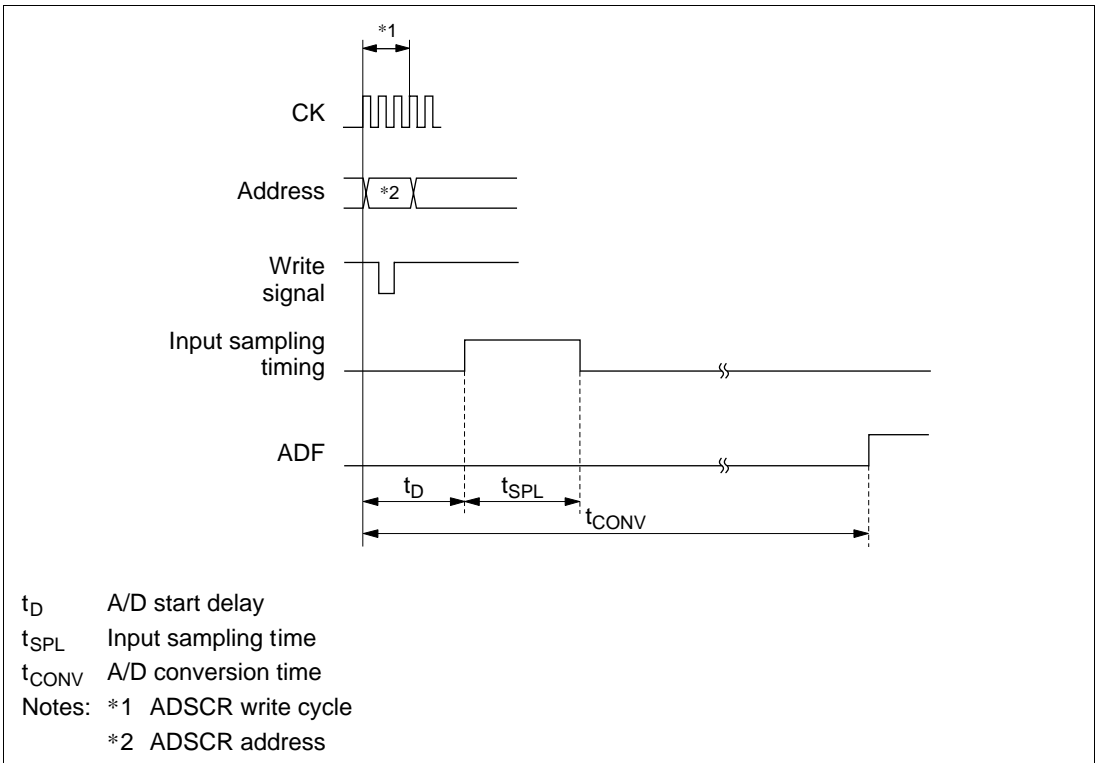 *1
CK
Address
*2
Write
signal
Input sampling
timing
ADF
tD
tSPL
tCONV
tD A/D start delay
tSPL Input sampling time
tCONV A/D conversion time
Notes: *1 ADSCR write cycle
*2 ADSCR address